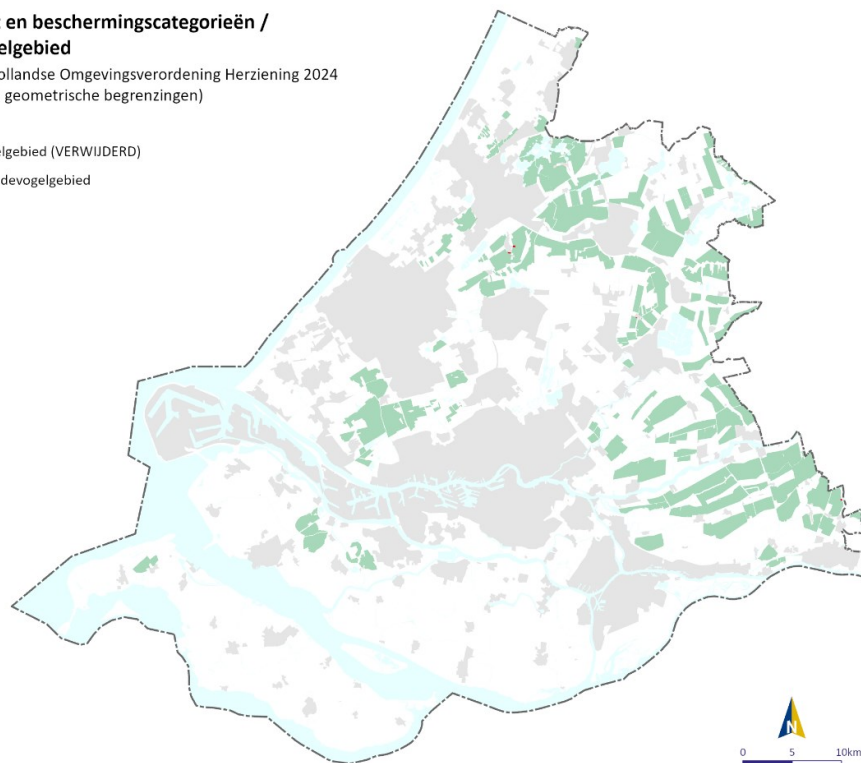 t en beschermingscategorieën /
elgebied
ollandse Omgevingsverordening Herziening 2024
geometrische begrenzingen)
elgebied (VERWIJDERD)
devogelgebied
N
0 5 10km